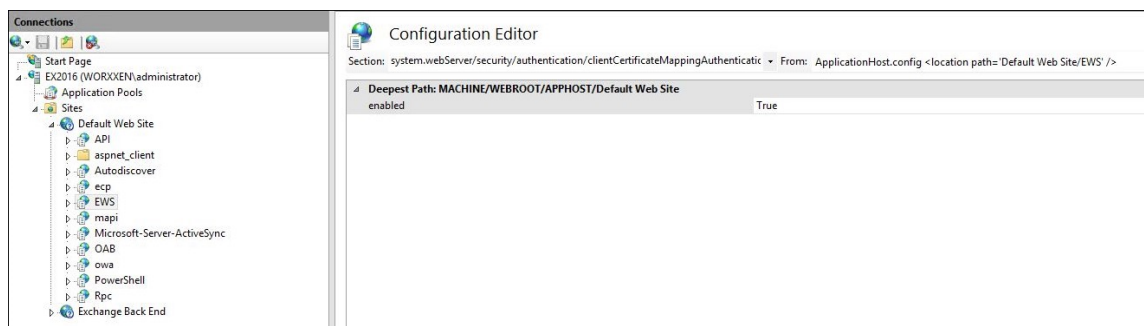 Connections
Start Page
EX2016 (WORXXEN\administrator)
Application Pools
Sites
Default Web Site
API
aspnet_client
Autodiscover
ecp
EWS
mapi
Microsoft-Server-ActiveSync
OAB
owa
PowerShell
Rpc
Exchange Back End
Configuration Editor
Section: system.webServer/security/authentication/clientCertificateMappingAuthenticatic From: ApplicationHost.config <location path='Default Web Site/EWS' />
Deepest Path: MACHINE/WEBROOT/APPHOST/Default Web Site
enabled True